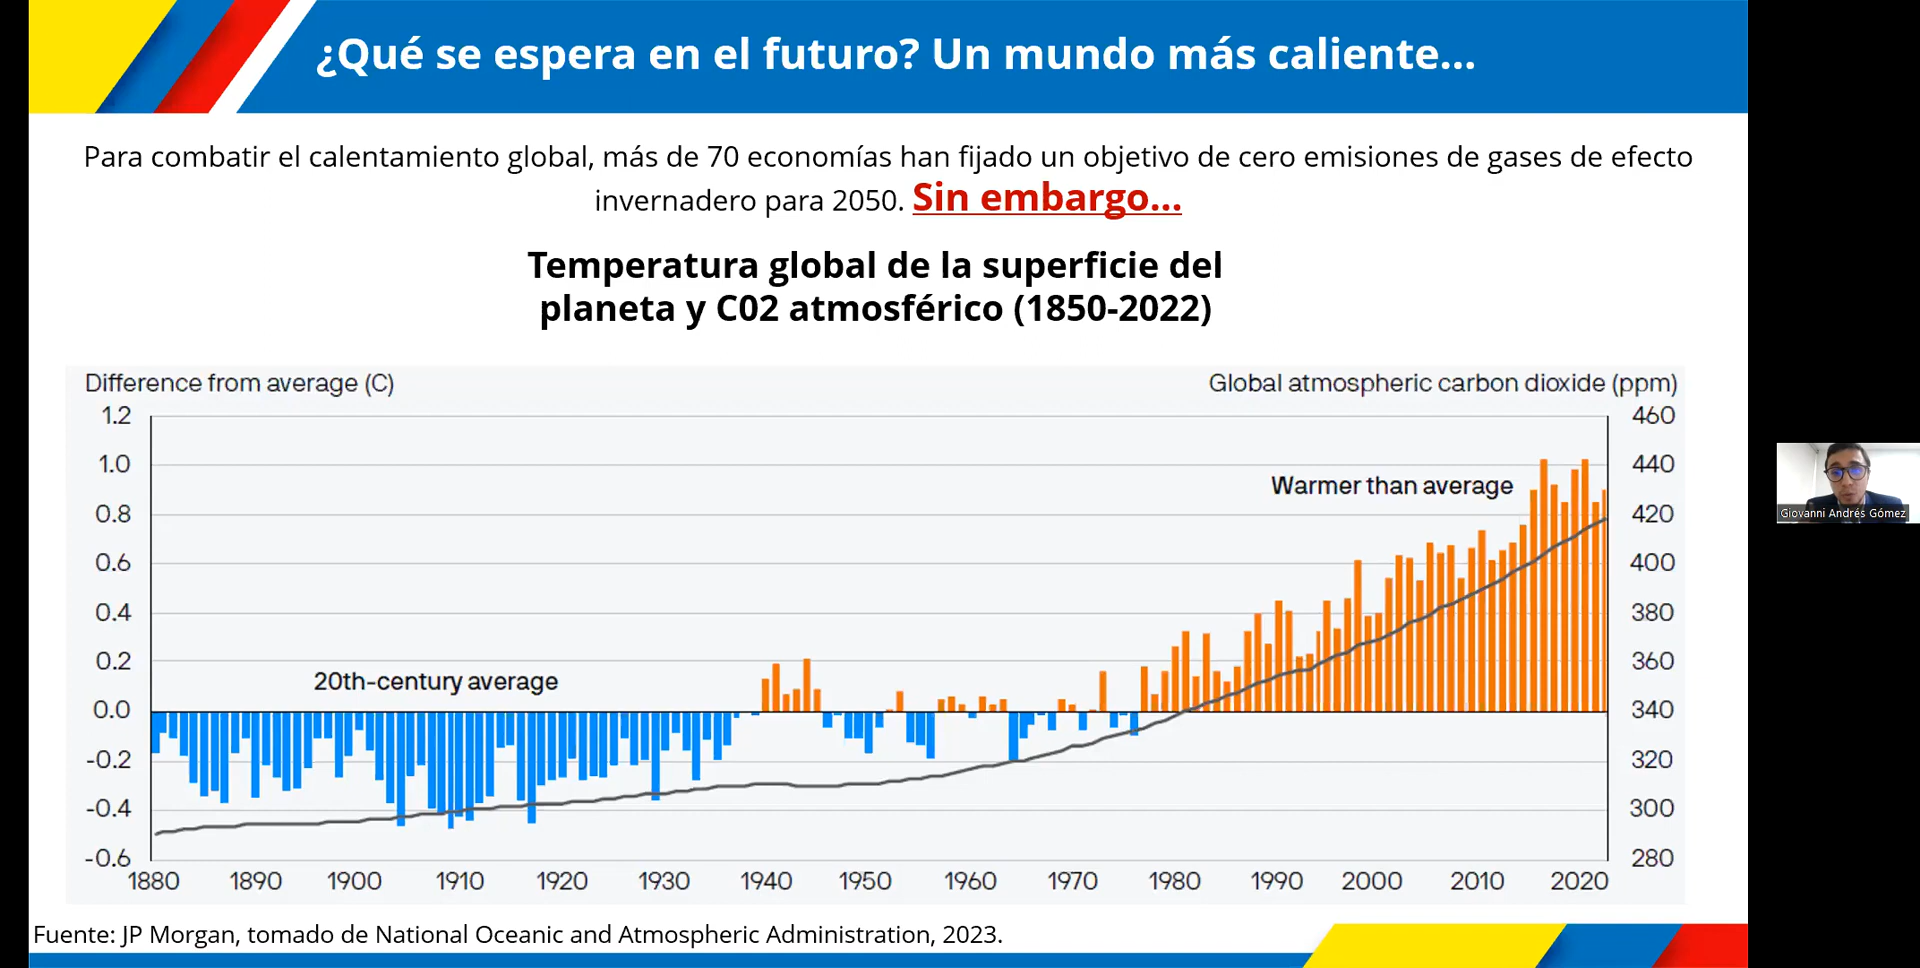 ¿Qué se espera en el futuro? Un mundo más caliente...
Para combatir el calentamiento global, más de 70 economías han fijado un objetivo de cero emisiones de gases de efecto
invernadero para 2050. Sin embargo...
Temperatura global de la superficie del
planeta y C02 atmosférico (1850-2022)
Difference from average (C)
Global atmospheric carbon dioxide (ppm)
1.2
460
1.0
440
Warmer than average
0.8
420
Giovanni Andrés Gómez
0.6
400
0.4
380
0.2
360
20th-century average
0.0
340
-0.2
320
-0.4
300
-0.6
280
1880 1890 1900 1910 1920 1930 1940 1950 1960 1970 1980 1990 2000 2010 2020
Fuente: JP Morgan, tomado de National Oceanic and Atmospheric Administration, 2023.